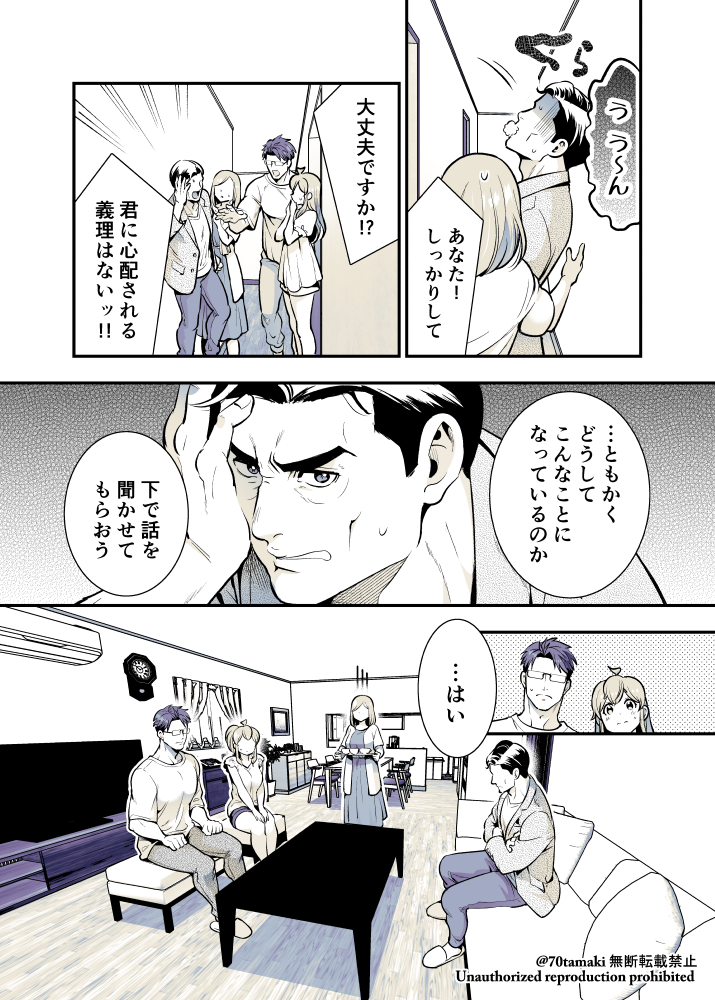 くら
う う〜ん
あなた！
しっかりして
大丈夫ですか!?
君に心配される
義理はないッ!!
…ともかく
どうして
こんなことに
なっているのか
下で話を
聞かせて
もらおう
…はい
@70tamaki 無断転載禁止
Unauthorized reproduction prohibited